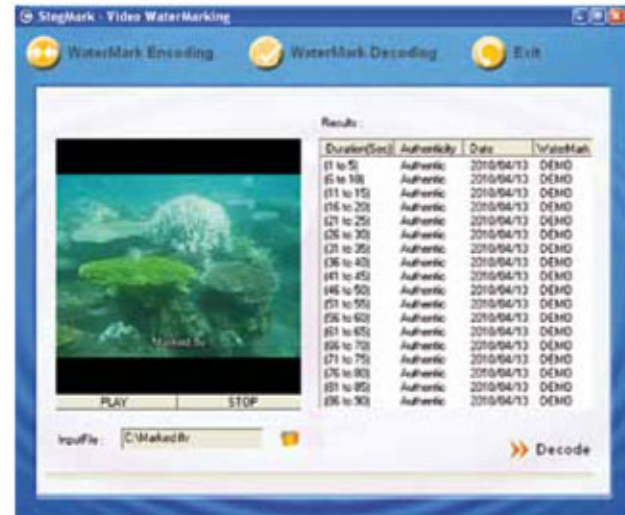 StegMark - Video WaterMarking
WaterMark Encoding WaterMark Decoding Exit
Results :
Duration(Sec) Authenticity Date WaterMark
(1 to 5) Authentic 2010/04/13 DEMO
(6 to 10) Authentic 2010/04/13 DEMO
(11 to 15) Authentic 2010/04/13 DEMO
(16 to 20) Authentic 2010/04/13 DEMO
(21 to 25) Authentic 2010/04/13 DEMO
(26 to 30) Authentic 2010/04/13 DEMO
(31 to 35) Authentic 2010/04/13 DEMO
(36 to 40) Authentic 2010/04/13 DEMO
(41 to 45) Authentic 2010/04/13 DEMO
(46 to 50) Authentic 2010/04/13 DEMO
(51 to 55) Authentic 2010/04/13 DEMO
(56 to 60) Authentic 2010/04/13 DEMO
(61 to 65) Authentic 2010/04/13 DEMO
(66 to 70) Authentic 2010/04/13 DEMO
(71 to 75) Authentic 2010/04/13 DEMO
(76 to 80) Authentic 2010/04/13 DEMO
(81 to 85) Authentic 2010/04/13 DEMO
(86 to 90) Authentic 2010/04/13 DEMO
Marked.flv
PLAY STOP
InputFile : C:\Marked.flv
Decode